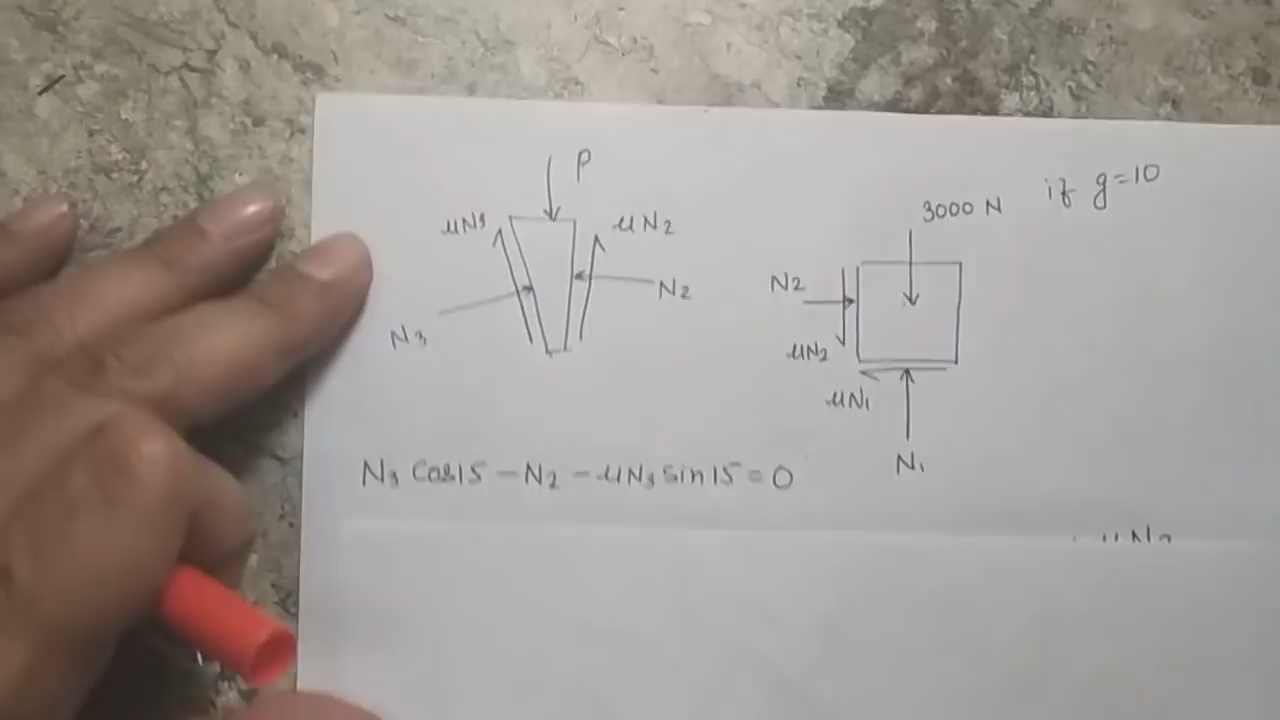 P
μN3
μN2
N3
N2
3000 N
if g=10
N2
μN2
μN1
N1
N3 Cos15 - N2 - μN3 sin15 = 0